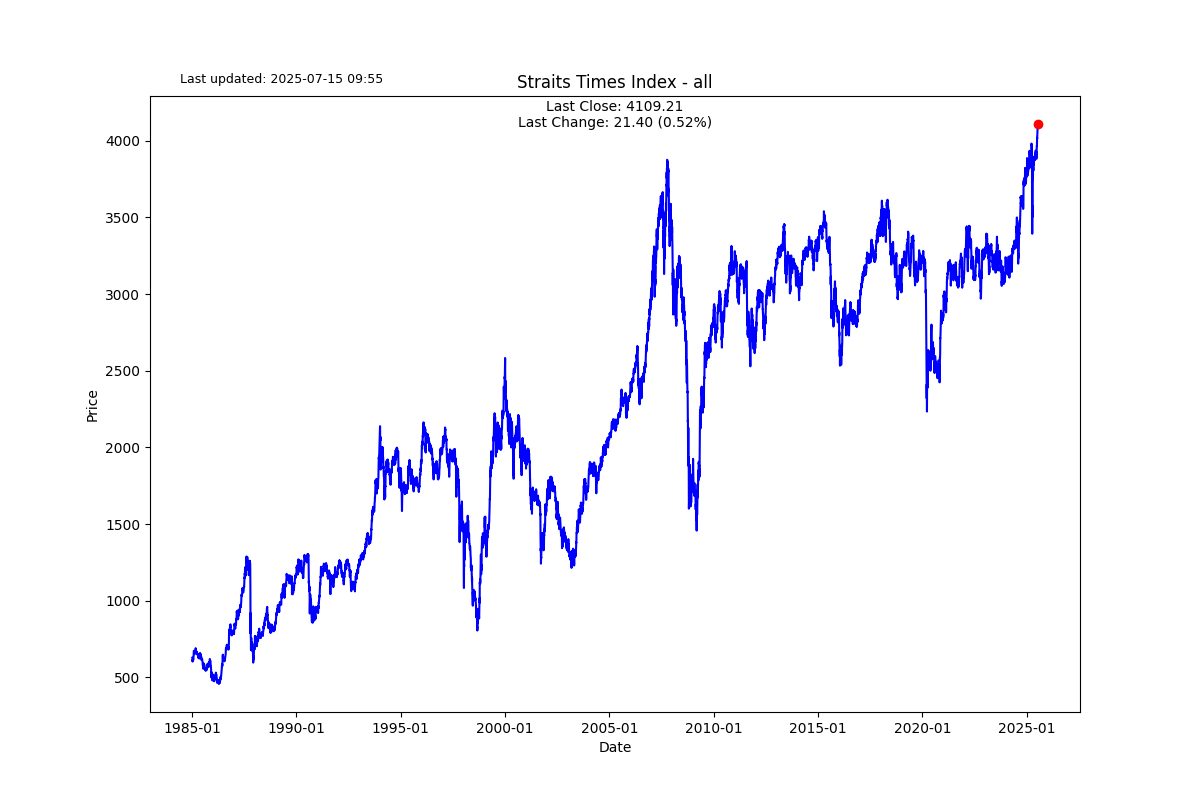 Last updated: 2025-07-15 09:55
Straits Times Index - all
Last Close: 4109.21
Last Change: 21.40 (0.52%)
4000
3500
3000
2500
2000
1500
1000
500
Price
1985-01 1990-01 1995-01 2000-01 2005-01 2010-01 2015-01 2020-01 2025-01
Date